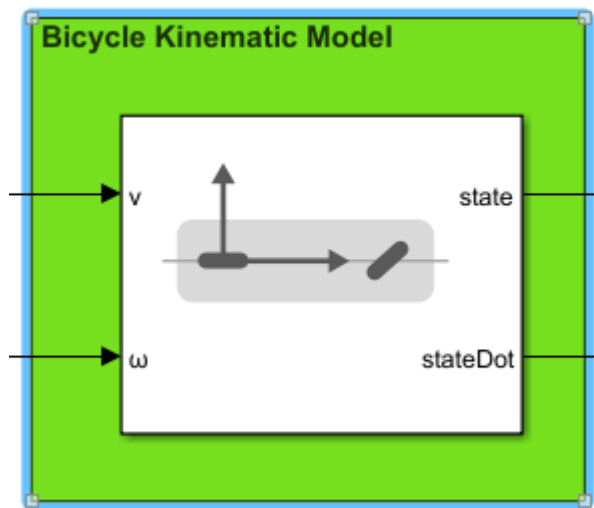 Bicycle Kinematic Model
v
state
ω
stateDot